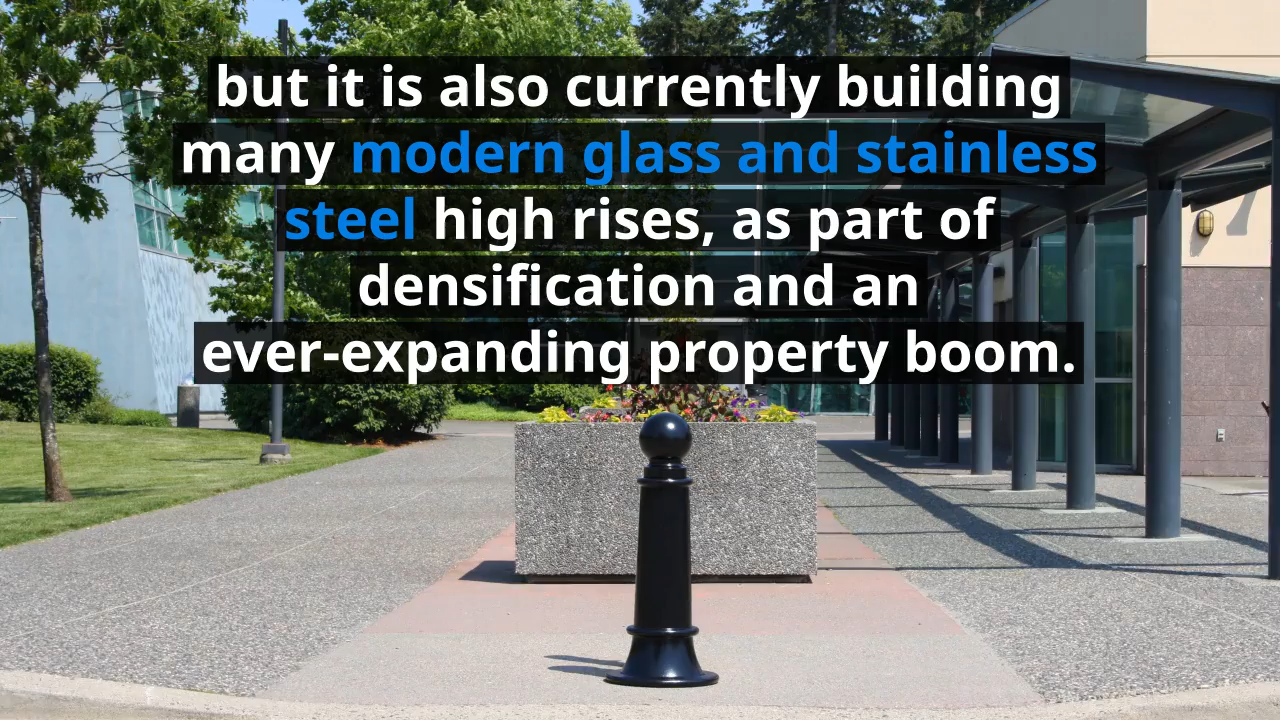 but it is also currently building
many modern glass and stainless
steel high rises, as part of
densification and an
ever-expanding property boom.